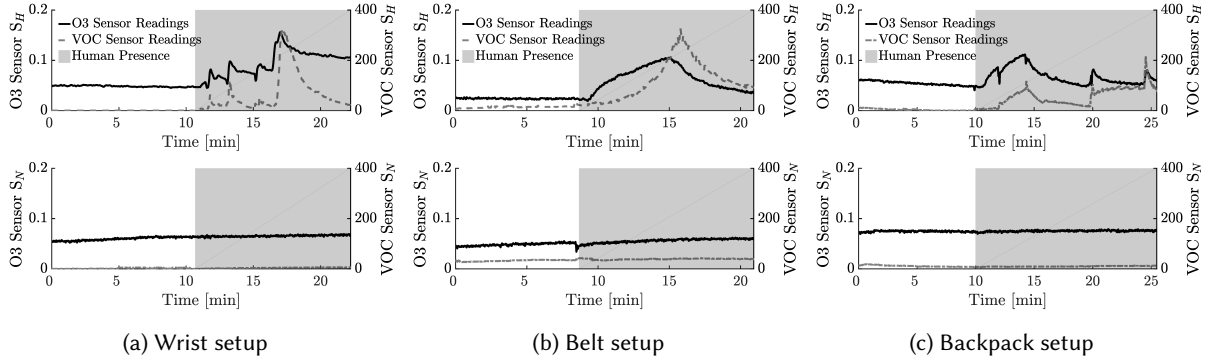 0.2
0.1
0
400
200
0
O3 Sensor S_H
VOC Sensor S_H
O3 Sensor Readings
VOC Sensor Readings
Human Presence
0 5 10 15 20
Time [min]
0.2
0.1
0
400
200
0
O3 Sensor S_N
VOC Sensor S_N
0 5 10 15 20
Time [min]
(a) Wrist setup
0.2
0.1
0
400
200
0
O3 Sensor S_H
VOC Sensor S_H
O3 Sensor Readings
VOC Sensor Readings
Human Presence
0 5 10 15 20
Time [min]
0.2
0.1
0
400
200
0
O3 Sensor S_N
VOC Sensor S_N
0 5 10 15 20
Time [min]
(b) Belt setup
0.2
0.1
0
400
200
0
O3 Sensor S_H
VOC Sensor S_H
O3 Sensor Readings
VOC Sensor Readings
Human Presence
0 5 10 15 20 25
Time [min]
0.2
0.1
0
400
200
0
O3 Sensor S_N
VOC Sensor S_N
0 5 10 15 20 25
Time [min]
(c) Backpack setup